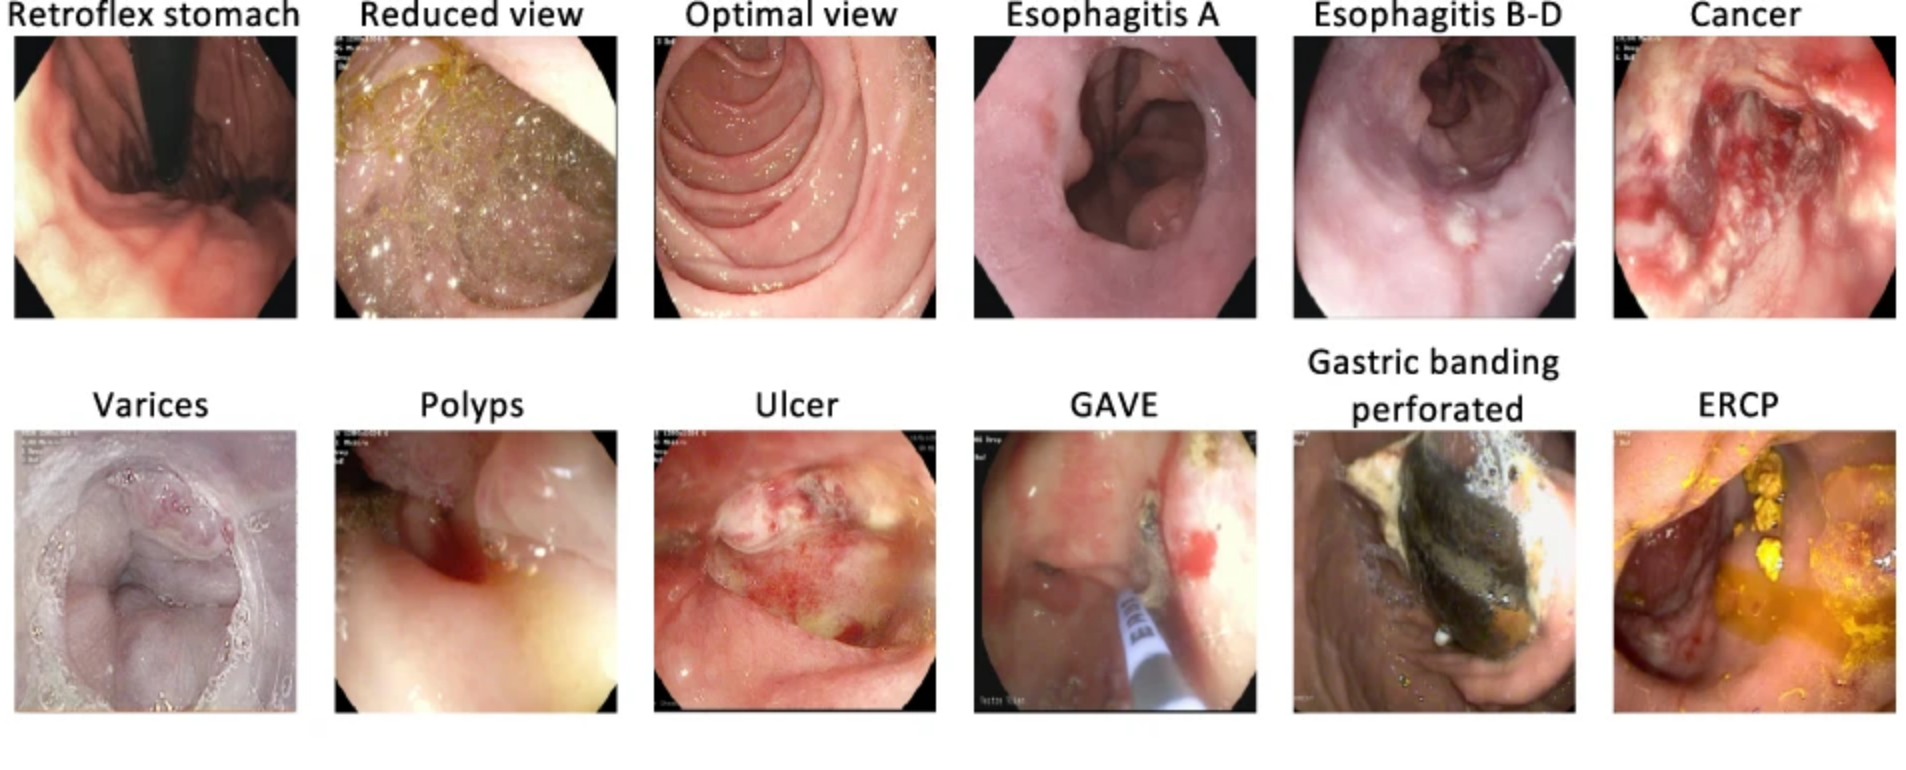 Retroflex stomach
Reduced view
Optimal view
Esophagitis A
Esophagitis B-D
Cancer
Varices
Polyps
Ulcer
GAVE
Gastric banding
perforated
ERCP